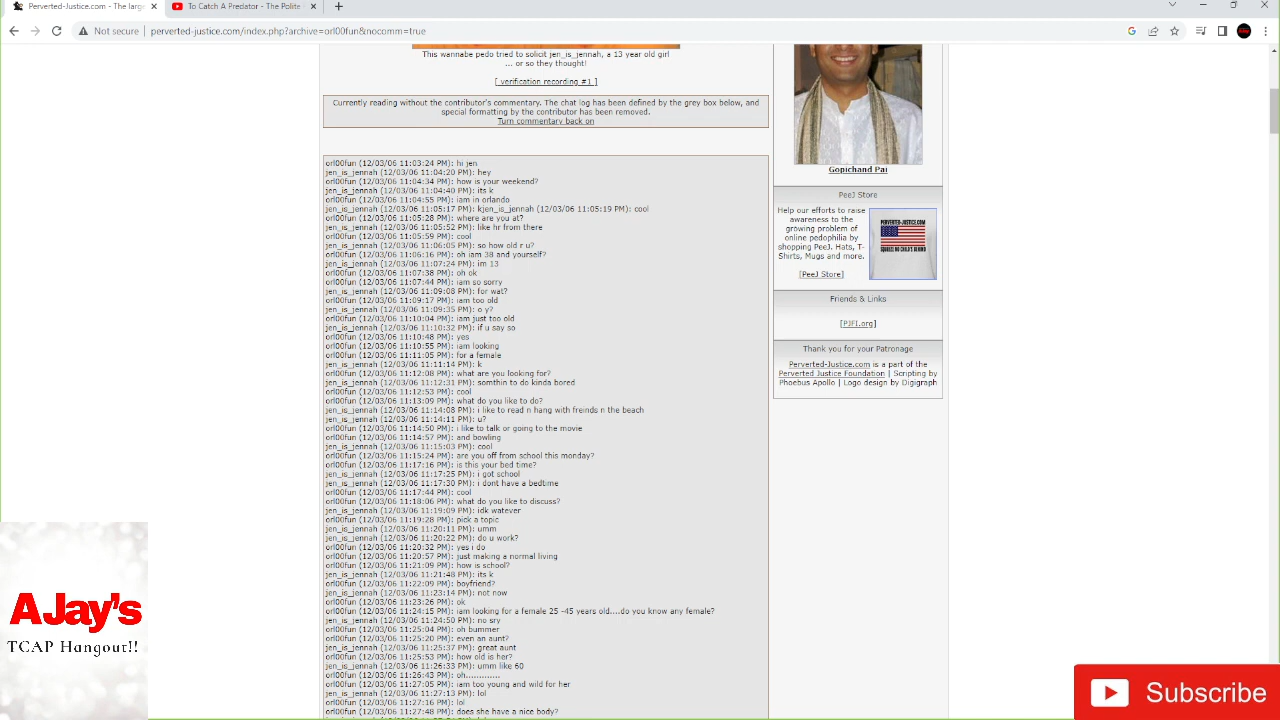 Perverted-Justice.com - The large
To Catch A Predator - The Polite
Not secure
perverted-justice.com/index.php?archive=orl00fun&nocomm=true
This wannabe pedo tried to solicit jen_is_jennah, a 13 year old girl
... or so they thought!
[ verification recording #1 ]
Currently reading without the contributor's commentary. The chat log has been defined by the grey box below, and
special formatting by the contributor has been removed.
Turn commentary back on
orl00fun (12/03/06 11:03:24 PM): hi jen
jen_is_jennah (12/03/06 11:04:20 PM): hey
orl00fun (12/03/06 11:04:34 PM): how is your weekend?
jen_is_jennah (12/03/06 11:04:40 PM): its k
orl00fun (12/03/06 11:04:55 PM): iam in orlando
jen_is_jennah (12/03/06 11:05:17 PM): kjen_is_jennah (12/03/06 11:05:19 PM): cool
orl00fun (12/03/06 11:05:28 PM): where are you at?
jen_is_jennah (12/03/06 11:05:52 PM): like hr from there
orl00fun (12/03/06 11:05:59 PM): cool
jen_is_jennah (12/03/06 11:06:05 PM): so how old r u?
orl00fun (12/03/06 11:06:16 PM): oh iam 38 and yourself?
jen_is_jennah (12/03/06 11:07:24 PM): im 13
orl00fun (12/03/06 11:07:38 PM): oh ok
orl00fun (12/03/06 11:07:44 PM): iam so sorry
jen_is_jennah (12/03/06 11:09:08 PM): for wat?
orl00fun (12/03/06 11:09:17 PM): iam too old
jen_is_jennah (12/03/06 11:09:35 PM): o y?
orl00fun (12/03/06 11:10:04 PM): iam just too old
jen_is_jennah (12/03/06 11:10:32 PM): if u say so
orl00fun (12/03/06 11:10:48 PM): yes
orl00fun (12/03/06 11:10:55 PM): iam looking
orl00fun (12/03/06 11:11:05 PM): for a female
jen_is_jennah (12/03/06 11:11:14 PM): k
orl00fun (12/03/06 11:12:08 PM): what are you looking for?
jen_is_jennah (12/03/06 11:12:31 PM): somthin to do kinda bored
orl00fun (12/03/06 11:12:53 PM): cool
orl00fun (12/03/06 11:13:09 PM): what do you like to do?
jen_is_jennah (12/03/06 11:14:08 PM): i like to read n hang with freinds n the beach
jen_is_jennah (12/03/06 11:14:11 PM): u?
orl00fun (12/03/06 11:14:50 PM): i like to talk or going to the movie
orl00fun (12/03/06 11:14:57 PM): and bowling
jen_is_jennah (12/03/06 11:15:03 PM): cool
orl00fun (12/03/06 11:15:24 PM): are you off from school this monday?
orl00fun (12/03/06 11:17:16 PM): is this your bed time?
jen_is_jennah (12/03/06 11:17:25 PM): i got school
jen_is_jennah (12/03/06 11:17:30 PM): i dont have a bedtime
orl00fun (12/03/06 11:17:44 PM): cool
orl00fun (12/03/06 11:18:06 PM): what do you like to discuss?
jen_is_jennah (12/03/06 11:19:09 PM): idk watever
orl00fun (12/03/06 11:19:28 PM): pick a topic
jen_is_jennah (12/03/06 11:20:11 PM): umm
jen_is_jennah (12/03/06 11:20:22 PM): do u work?
orl00fun (12/03/06 11:20:32 PM): yes i do
orl00fun (12/03/06 11:20:57 PM): just making a normal living
orl00fun (12/03/06 11:21:09 PM): how is school?
jen_is_jennah (12/03/06 11:21:48 PM): its k
orl00fun (12/03/06 11:22:09 PM): boyfriend?
jen_is_jennah (12/03/06 11:23:14 PM): not now
orl00fun (12/03/06 11:23:26 PM): ok
orl00fun (12/03/06 11:24:15 PM): iam looking for a female 25 -45 years old....do you know any female?
jen_is_jennah (12/03/06 11:24:50 PM): no sry
orl00fun (12/03/06 11:25:04 PM): oh bummer
orl00fun (12/03/06 11:25:20 PM): even an aunt?
jen_is_jennah (12/03/06 11:25:37 PM): great aunt
orl00fun (12/03/06 11:25:53 PM): how old is her?
jen_is_jennah (12/03/06 11:26:33 PM): umm like 60
orl00fun (12/03/06 11:26:43 PM): oh.............
orl00fun (12/03/06 11:27:05 PM): iam too young and wild for her
jen_is_jennah (12/03/06 11:27:13 PM): lol
orl00fun (12/03/06 11:27:16 PM): lol
orl00fun (12/03/06 11:27:48 PM): does she have a nice body?
Gopichand Pai
PeeJ Store
Help our efforts to raise
awareness to the
growing problem of
online pedophilia by
shopping PeeJ. Hats, T-
Shirts, Mugs and more.
[PeeJ Store]
PERVERTED-JUSTICE.COM
Friends & Links
[PJFI.org]
Thank you for your Patronage
Perverted-Justice.com is a part of the
Perverted Justice Foundation | Scripting by
Phoebus Apollo | Logo design by Digigraph
AJay's
TCAP Hangout!!
Subscribe